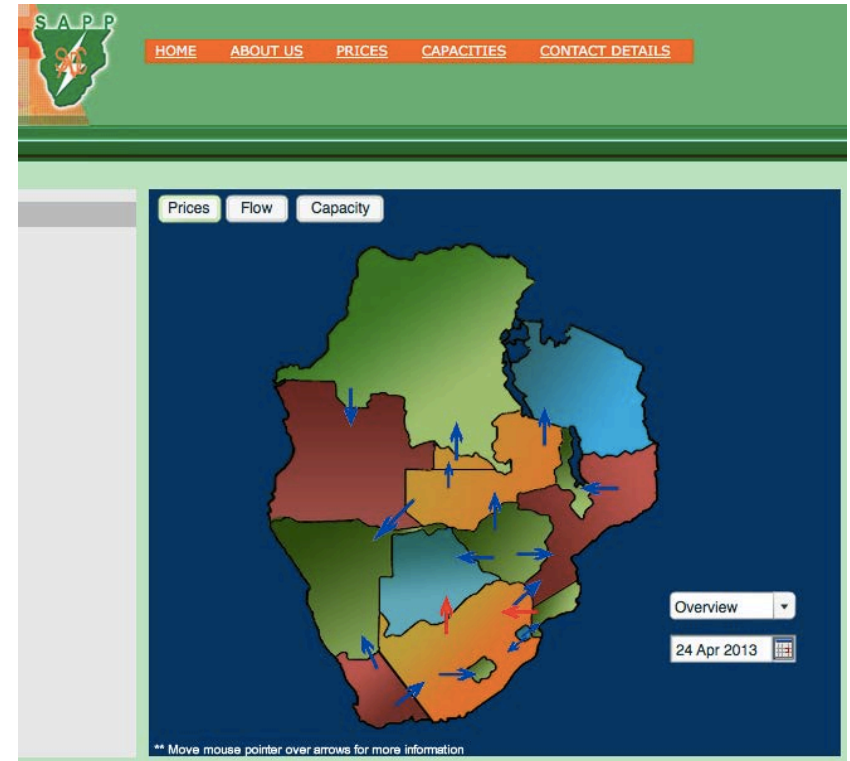 S A P P
HOME ABOUT US PRICES CAPACITIES CONTACT DETAILS
Prices Flow Capacity
Overview
24 Apr 2013
** Move mouse pointer over arrows for more information